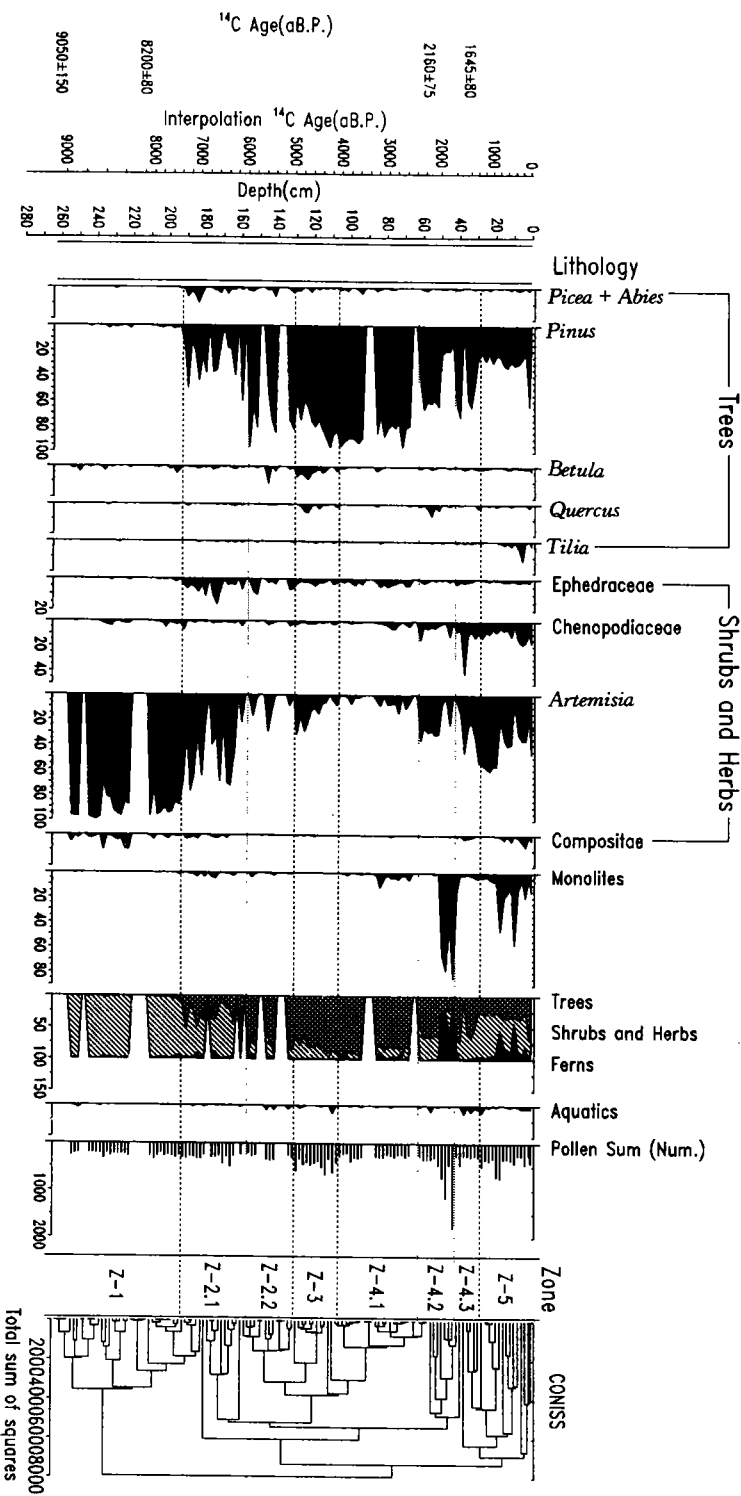 ¹⁴C Age(aB.P.)
9050±150
8200±80
2160±75
1645±80
Interpolation ¹⁴C Age(aB.P.)
9000
8000
7000
6000
5000
4000
3000
2000
1000
0
Depth(cm)
280
260
240
220
200
180
160
140
120
100
80
60
40
20
0
Lithology
Trees
Picea + Abies
Pinus
20
40
60
80
100
Betula
Quercus
Tilia
Shrubs and Herbs
Ephedraceae
20
Chenopodiaceae
20
40
Artemisia
20
40
60
80
100
Compositae
Monolites
20
40
60
80
Trees
Shrubs and Herbs
Ferns
50
100
150
Aquatics
Pollen Sum (Num.)
1000
2000
Zone
Z-1
Z-2.1
Z-2.2
Z-3
Z-4.1
Z-4.2
Z-4.3
Z-5
CONISS
2000
4000
6000
8000
Total sum of squares